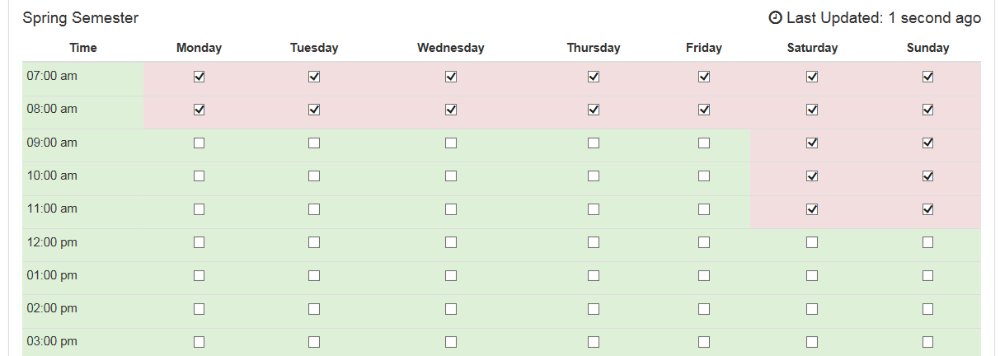 Spring Semester Last Updated: 1 second ago
Time Monday Tuesday Wednesday Thursday Friday Saturday Sunday
07:00 am
08:00 am
09:00 am
10:00 am
11:00 am
12:00 pm
01:00 pm
02:00 pm
03:00 pm